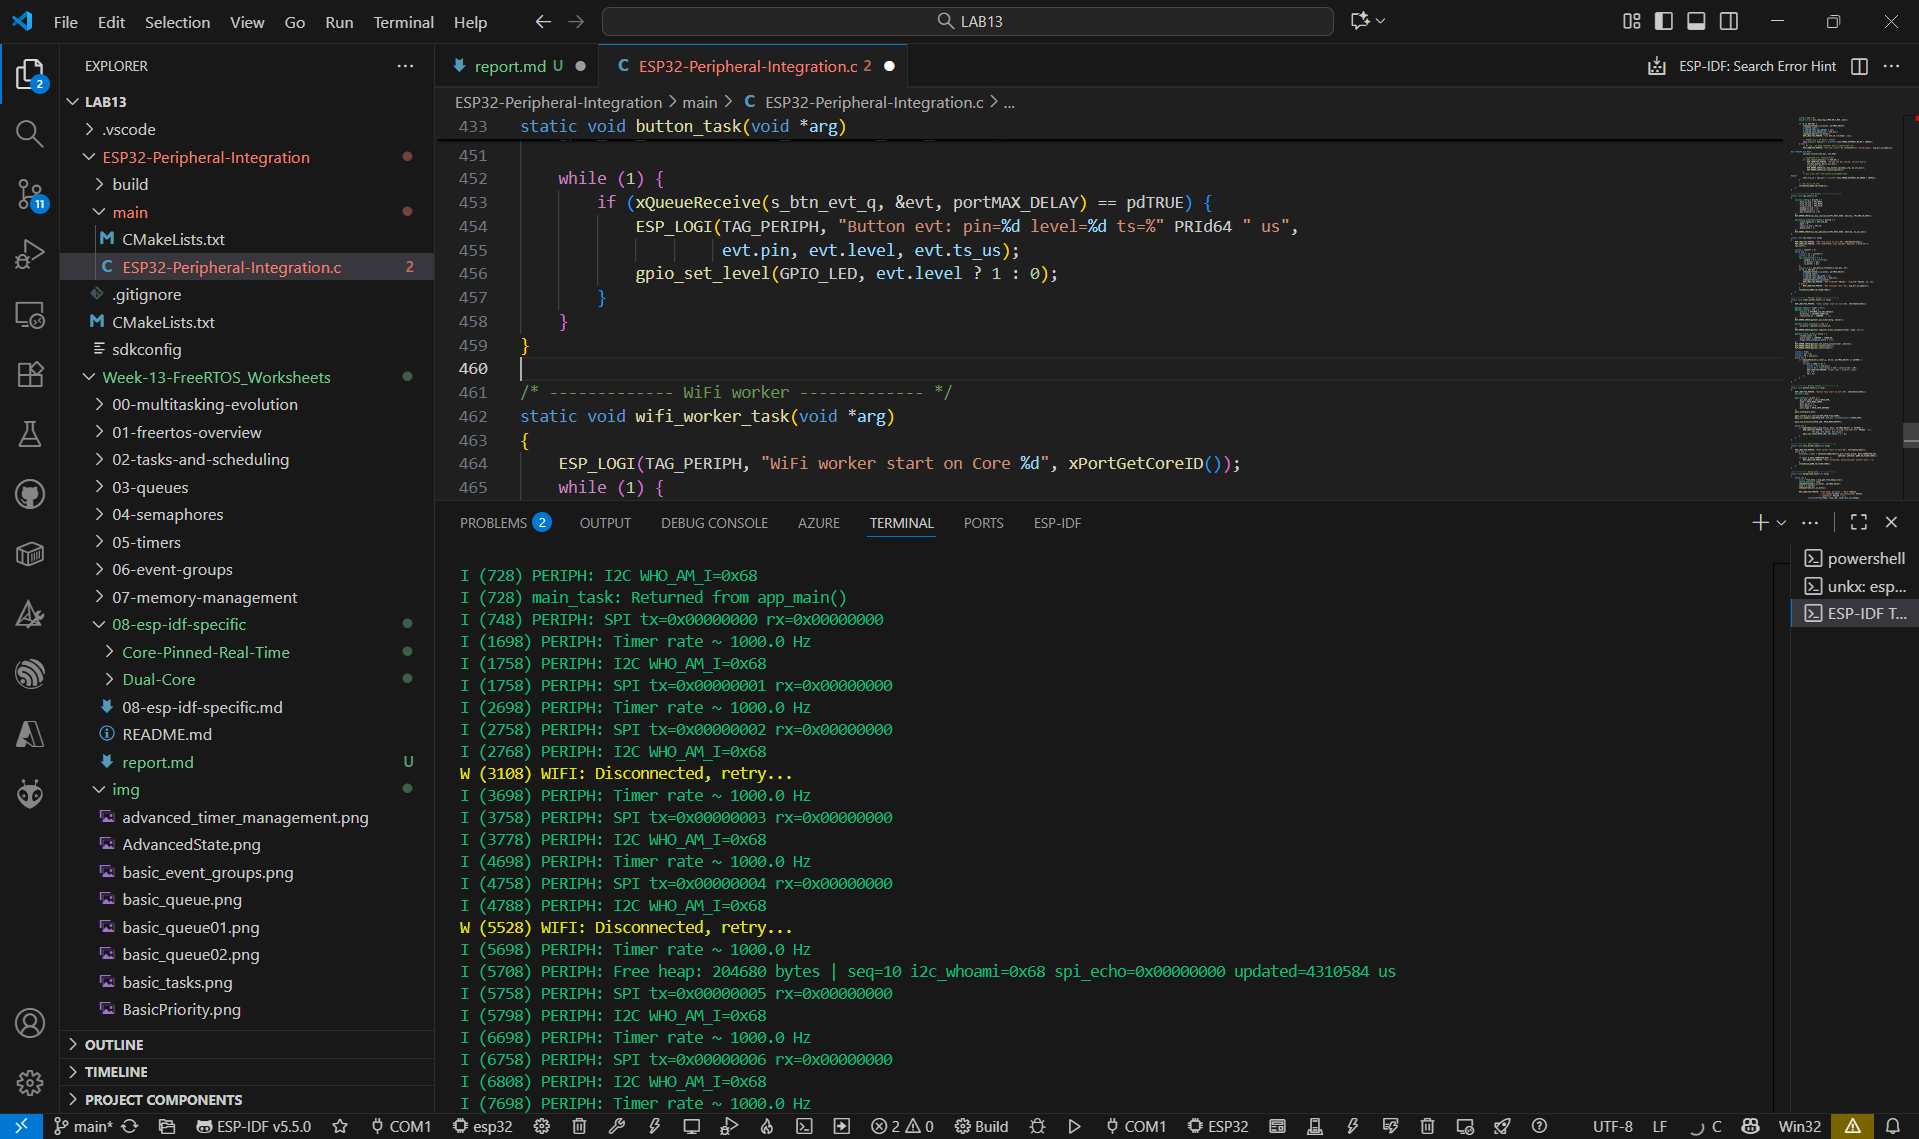 File Edit Selection View Go Run Terminal Help
LAB13
EXPLORER
2
11
LAB13
.vscode
ESP32-Peripheral-Integration
build
main
CMakeLists.txt
ESP32-Peripheral-Integration.c 2
.gitignore
CMakeLists.txt
sdkconfig
Week-13-FreeRTOS_Worksheets
00-multitasking-evolution
01-freertos-overview
02-tasks-and-scheduling
03-queues
04-semaphores
05-timers
06-event-groups
07-memory-management
08-esp-idf-specific
Core-Pinned-Real-Time
Dual-Core
08-esp-idf-specific.md
README.md
report.md U
img
advanced_timer_management.png
AdvancedState.png
basic_event_groups.png
basic_queue.png
basic_queue01.png
basic_queue02.png
basic_tasks.png
BasicPriority.png
OUTLINE
TIMELINE
PROJECT COMPONENTS
report.md U
C ESP32-Peripheral-Integration.c 2
ESP-IDF: Search Error Hint
ESP32-Peripheral-Integration > main > C ESP32-Peripheral-Integration.c > ...
433 static void button_task(void *arg)
451
452 while (1) {
453 if (xQueueReceive(s_btn_evt_q, &evt, portMAX_DELAY) == pdTRUE) {
454 ESP_LOGI(TAG_PERIPH, "Button evt: pin=%d level=%d ts=%" PRId64 " us",
455 evt.pin, evt.level, evt.ts_us);
456 gpio_set_level(GPIO_LED, evt.level ? 1 : 0);
457 }
458 }
459 }
460
461 /* ------------- WiFi worker ------------- */
462 static void wifi_worker_task(void *arg)
463 {
464 ESP_LOGI(TAG_PERIPH, "WiFi worker start on Core %d", xPortGetCoreID());
465 while (1) {
PROBLEMS 2 OUTPUT DEBUG CONSOLE AZURE TERMINAL PORTS ESP-IDF
powershell
unkx: esp...
ESP-IDF T...
I (728) PERIPH: I2C WHO_AM_I=0x68
I (728) main_task: Returned from app_main()
I (748) PERIPH: SPI tx=0x00000000 rx=0x00000000
I (1698) PERIPH: Timer rate ~ 1000.0 Hz
I (1758) PERIPH: I2C WHO_AM_I=0x68
I (1758) PERIPH: SPI tx=0x00000001 rx=0x00000000
I (2698) PERIPH: Timer rate ~ 1000.0 Hz
I (2758) PERIPH: SPI tx=0x00000002 rx=0x00000000
I (2768) PERIPH: I2C WHO_AM_I=0x68
W (3108) WIFI: Disconnected, retry...
I (3698) PERIPH: Timer rate ~ 1000.0 Hz
I (3758) PERIPH: SPI tx=0x00000003 rx=0x00000000
I (3778) PERIPH: I2C WHO_AM_I=0x68
I (4698) PERIPH: Timer rate ~ 1000.0 Hz
I (4758) PERIPH: SPI tx=0x00000004 rx=0x00000000
I (4788) PERIPH: I2C WHO_AM_I=0x68
W (5528) WIFI: Disconnected, retry...
I (5698) PERIPH: Timer rate ~ 1000.0 Hz
I (5708) PERIPH: Free heap: 204680 bytes | seq=10 i2c_whoami=0x68 spi_echo=0x00000000 updated=4310584 us
I (5758) PERIPH: SPI tx=0x00000005 rx=0x00000000
I (5798) PERIPH: I2C WHO_AM_I=0x68
I (6698) PERIPH: Timer rate ~ 1000.0 Hz
I (6758) PERIPH: SPI tx=0x00000006 rx=0x00000000
I (6808) PERIPH: I2C WHO_AM_I=0x68
I (7698) PERIPH: Timer rate ~ 1000.0 Hz
main* ESP-IDF v5.5.0 COM1 esp32 2 0 Build COM1 ESP32 UTF-8 LF C Win32